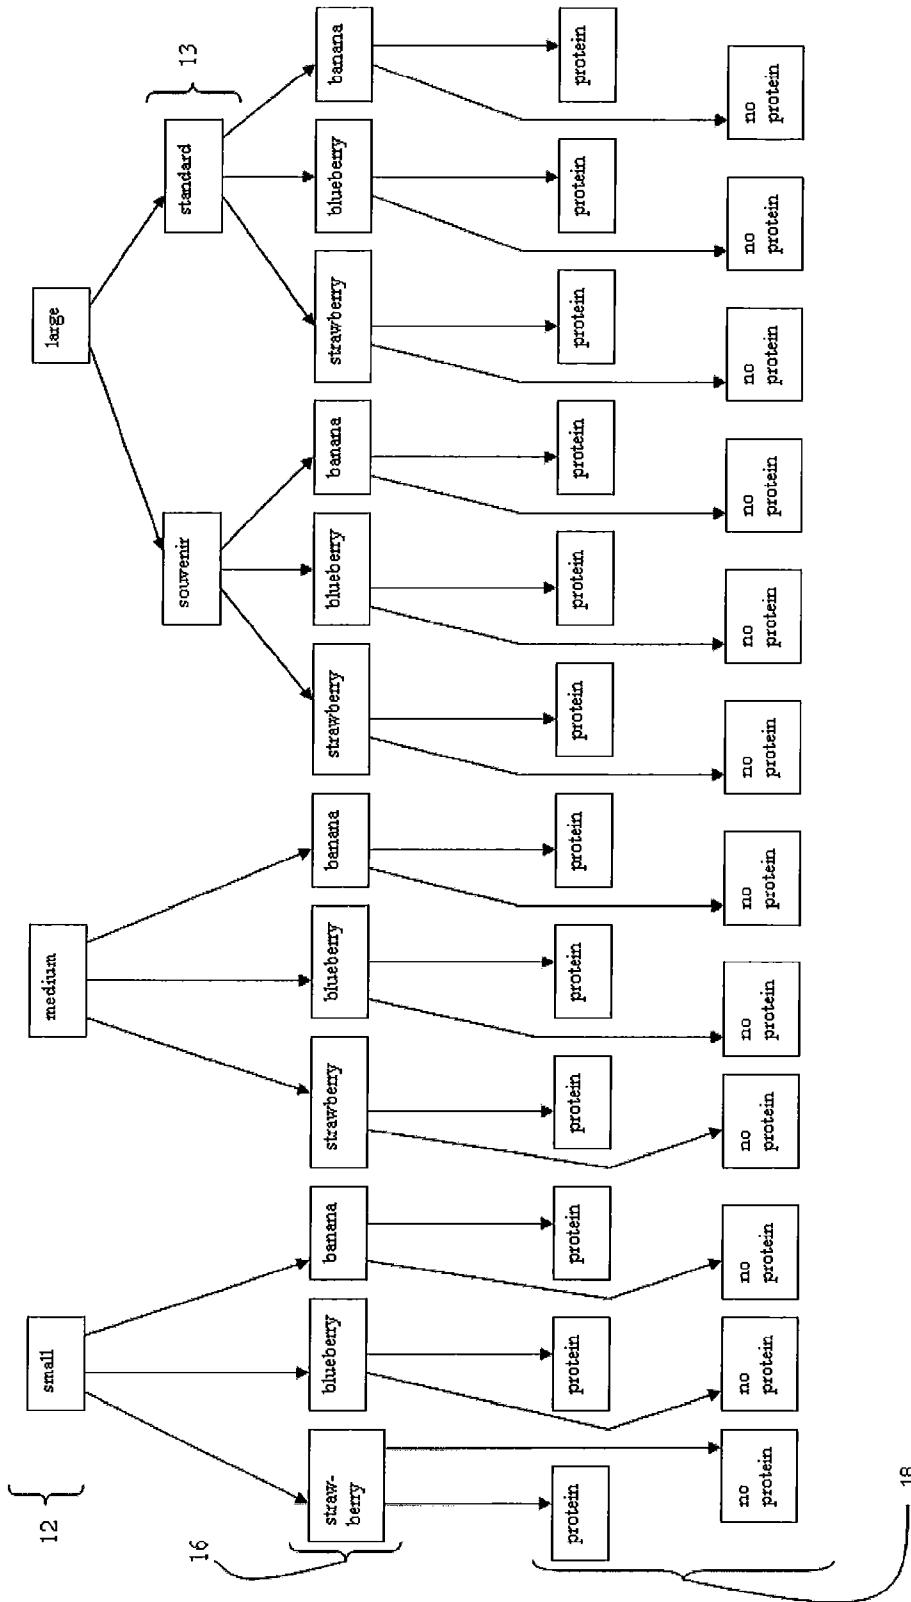 12
small
medium
large
13
souvenir
standard
16
straw-
berry
blueberry
banana
strawberry
blueberry
banana
strawberry
blueberry
banana
strawberry
blueberry
banana
protein
protein
protein
protein
protein
protein
protein
protein
protein
protein
protein
protein
no
protein
no
protein
no
protein
no
protein
no
protein
no
protein
no
protein
no
protein
no
protein
no
protein
no
protein
no
protein
18